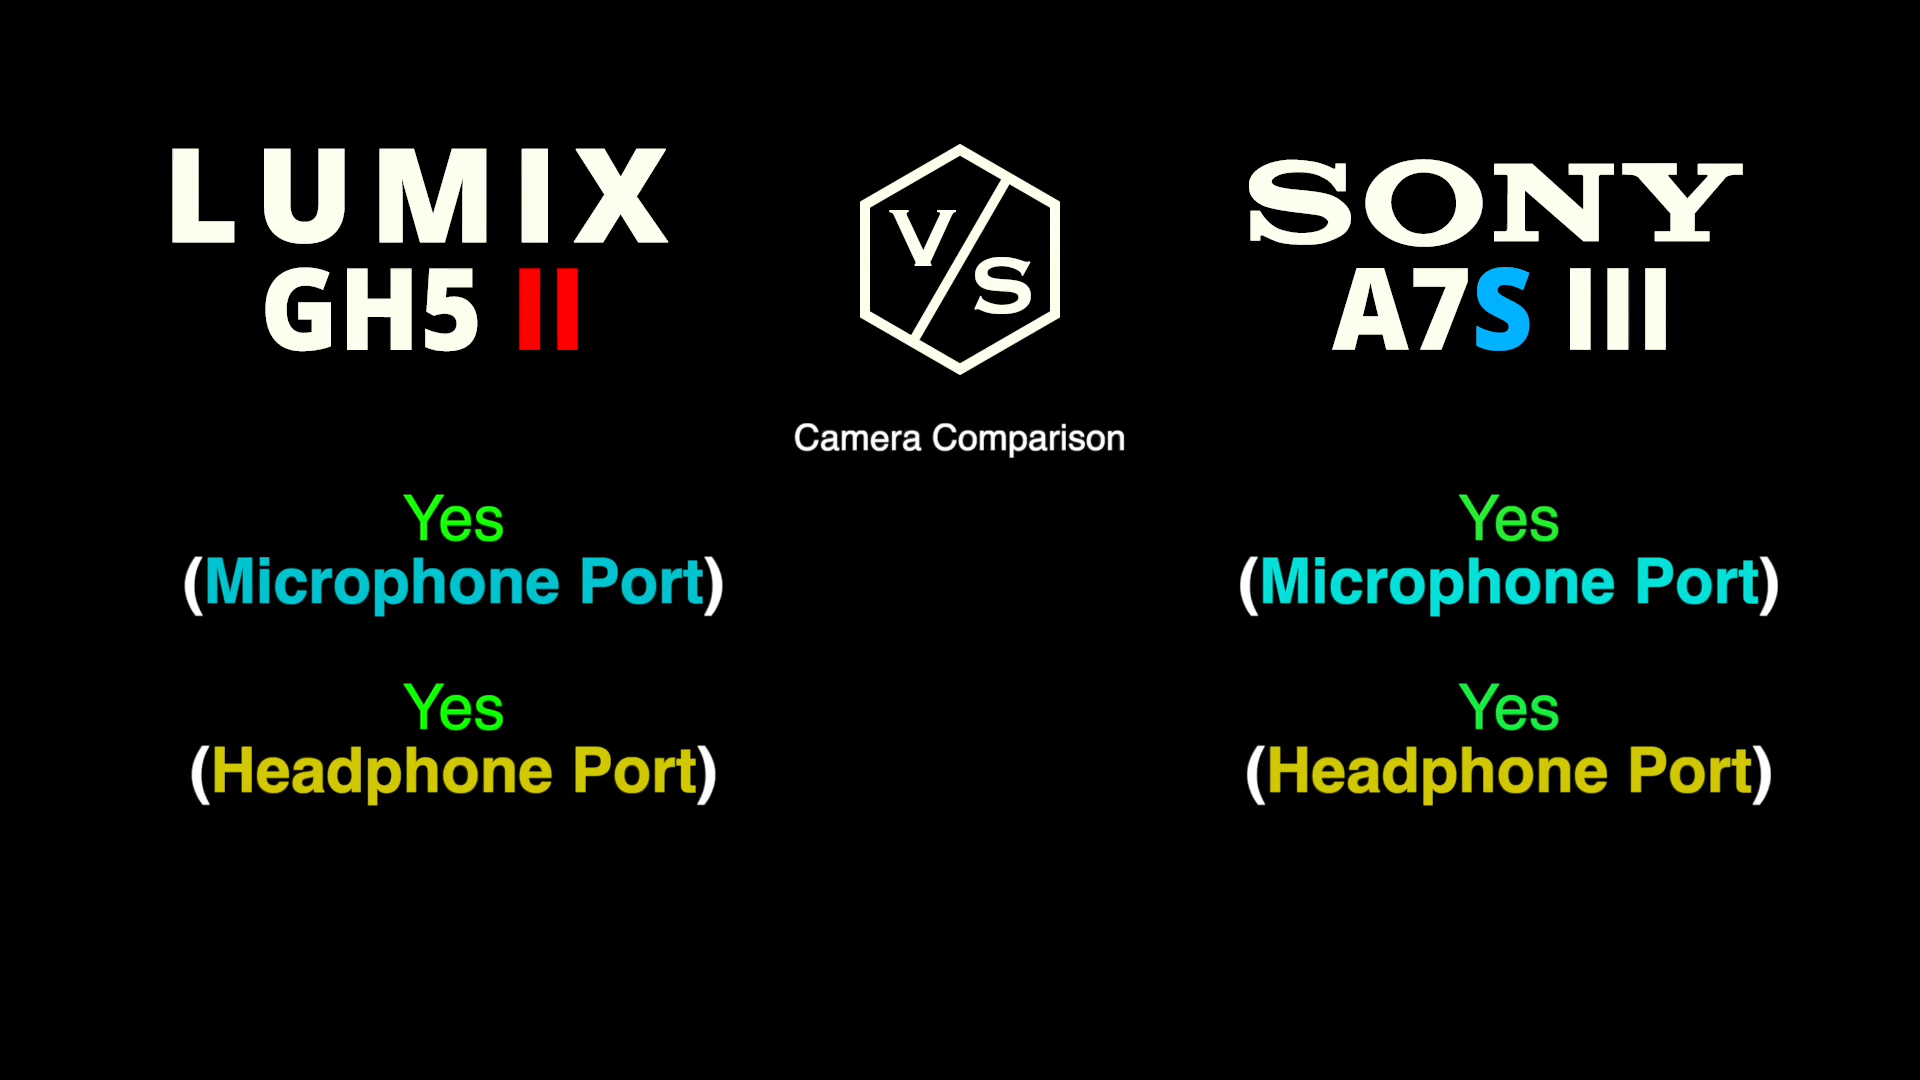 LUMIX
GH5 II
VS
SONY
A7S III
Camera Comparison
Yes
(Microphone Port)
Yes
(Headphone Port)
Yes
(Microphone Port)
Yes
(Headphone Port)